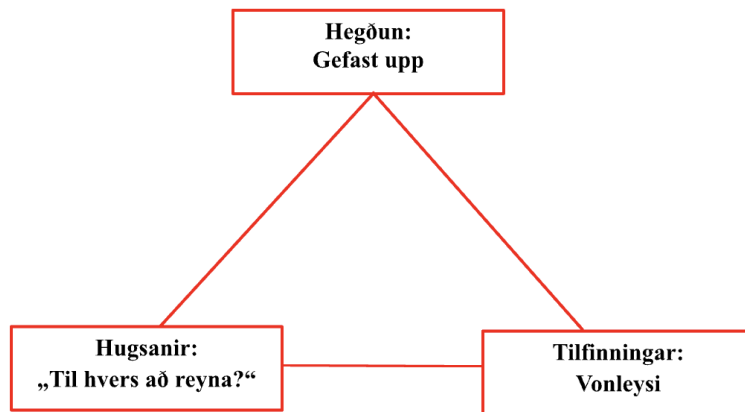 Hegðun:
Gefast upp
Hugsanir:
„Til hvers að reyna?“
Tilfinningar:
Vonleysi